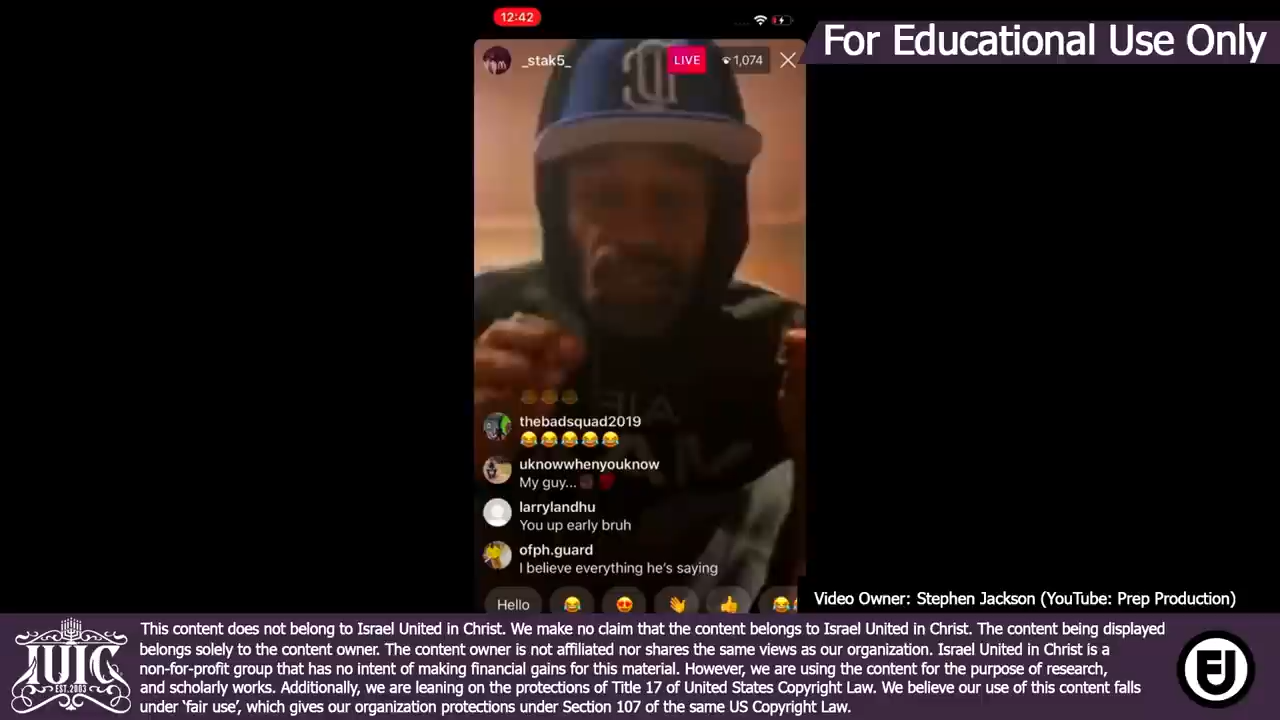 12:42
For Educational Use Only
_stak5_
LIVE
1,074
thebadsquad2019
😂😂😂😂😂
uknowwhenyouknow
My guy...
larrylandhu
You up early bruh
ofph.guard
I believe everything he's saying
Hello
Video Owner: Stephen Jackson (YouTube: Prep Production)
This content does not belong to Israel United in Christ. We make no claim that the content belongs to Israel United in Christ. The content being displayed
belongs solely to the content owner. The content owner is not affiliated nor shares the same views as our organization. Israel United in Christ is a
non-for-profit group that has no intent of making financial gains for this material. However, we are using the content for the purpose of research,
and scholarly works. Additionally, we are leaning on the protections of Title 17 of United States Copyright Law. We believe our use of this content falls
under 'fair use', which gives our organization protections under Section 107 of the same US Copyright Law.
IUIC
EST. 2003